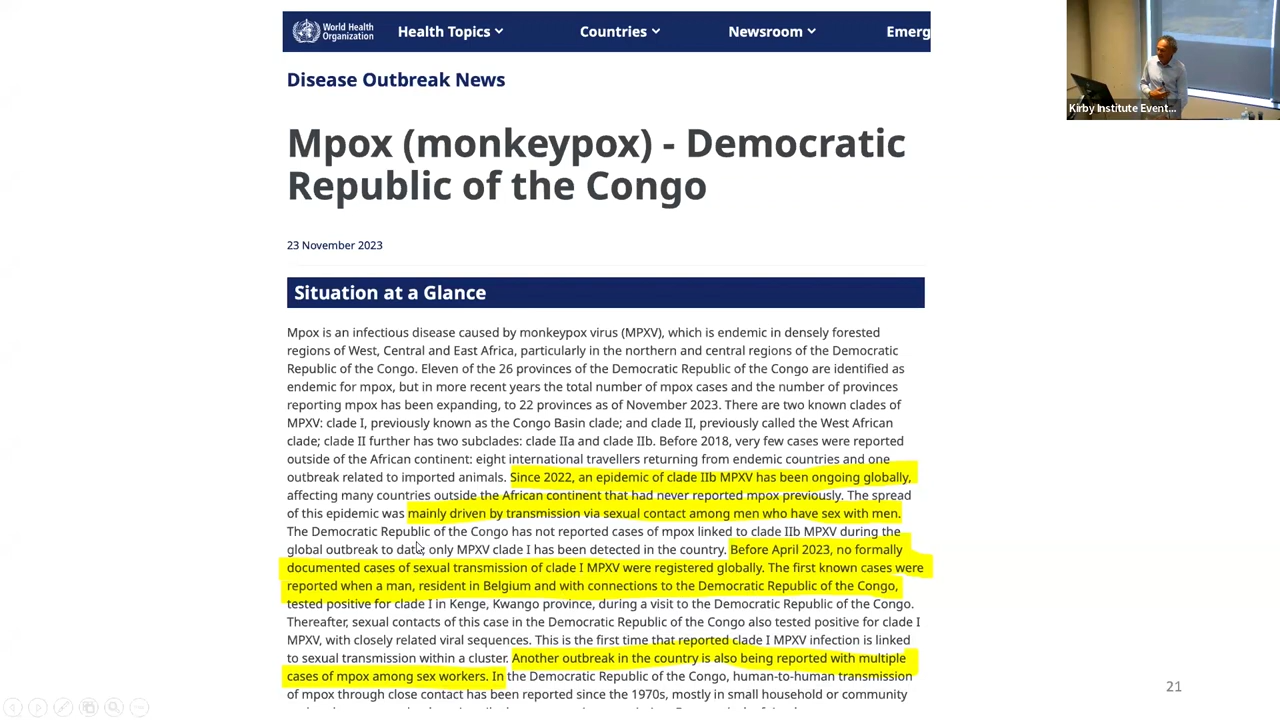 World Health
Organization
Health Topics
Countries
Newsroom
Emerg
Kirby Institute Event...
Disease Outbreak News
Mpox (monkeypox) - Democratic
Republic of the Congo
23 November 2023
Situation at a Glance
Mpox is an infectious disease caused by monkeypox virus (MPXV), which is endemic in densely forested
regions of West, Central and East Africa, particularly in the northern and central regions of the Democratic
Republic of the Congo. Eleven of the 26 provinces of the Democratic Republic of the Congo are identified as
endemic for mpox, but in more recent years the total number of mpox cases and the number of provinces
reporting mpox has been expanding, to 22 provinces as of November 2023. There are two known clades of
MPXV: clade I, previously known as the Congo Basin clade; and clade II, previously called the West African
clade; clade II further has two subclades: clade IIa and clade IIb. Before 2018, very few cases were reported
outside of the African continent: eight international travellers returning from endemic countries and one
outbreak related to imported animals. Since 2022, an epidemic of clade IIb MPXV has been ongoing globally,
affecting many countries outside the African continent that had never reported mpox previously. The spread
of this epidemic was mainly driven by transmission via sexual contact among men who have sex with men.
The Democratic Republic of the Congo has not reported cases of mpox linked to clade IIb MPXV during the
global outbreak to date; only MPXV clade I has been detected in the country. Before April 2023, no formally
documented cases of sexual transmission of clade I MPXV were registered globally. The first known cases were
reported when a man, resident in Belgium and with connections to the Democratic Republic of the Congo,
tested positive for clade I in Kenge, Kwango province, during a visit to the Democratic Republic of the Congo.
Thereafter, sexual contacts of this case in the Democratic Republic of Congo also tested positive for clade I
MPXV, with closely related viral sequences. This is the first time that reported clade I MPXV infection is linked
to sexual transmission within a cluster. Another outbreak in the country is also being reported with multiple
cases of mpox among sex workers. In the Democratic Republic of the Congo, human-to-human transmission
of mpox through close contact has been reported since the 1970s, mostly in small household or community
21